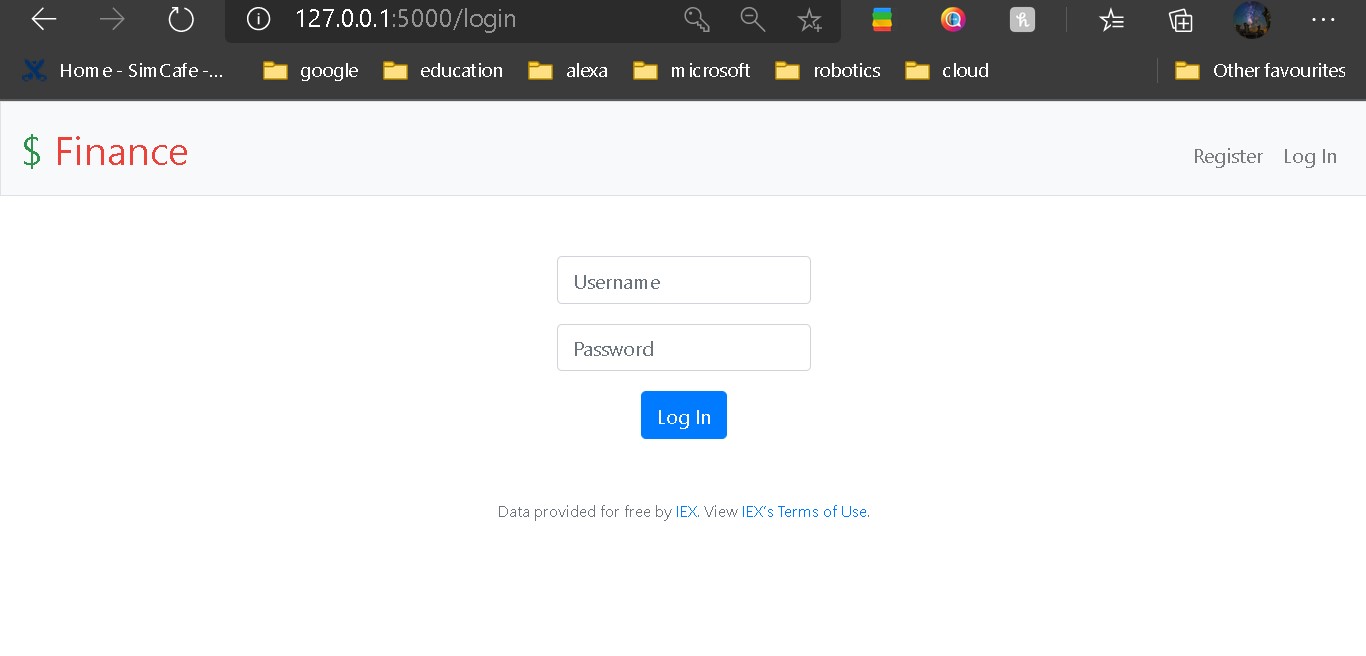 127.0.0.1:5000/login
Home - SimCafe -... google education alexa microsoft robotics cloud Other favourites
$ Finance Register Log In
Username
Password
Log In
Data provided for free by IEX. View IEX's Terms of Use.